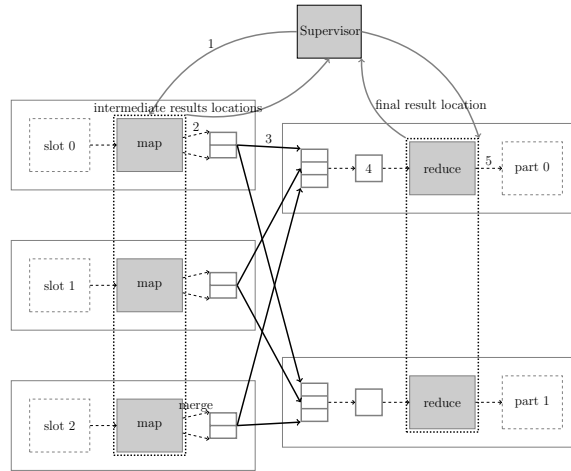 Supervisor
1
intermediate results locations
final result location
slot 0
map
2
3
4
reduce
5
part 0
slot 1
map
slot 2
map
merge
reduce
part 1